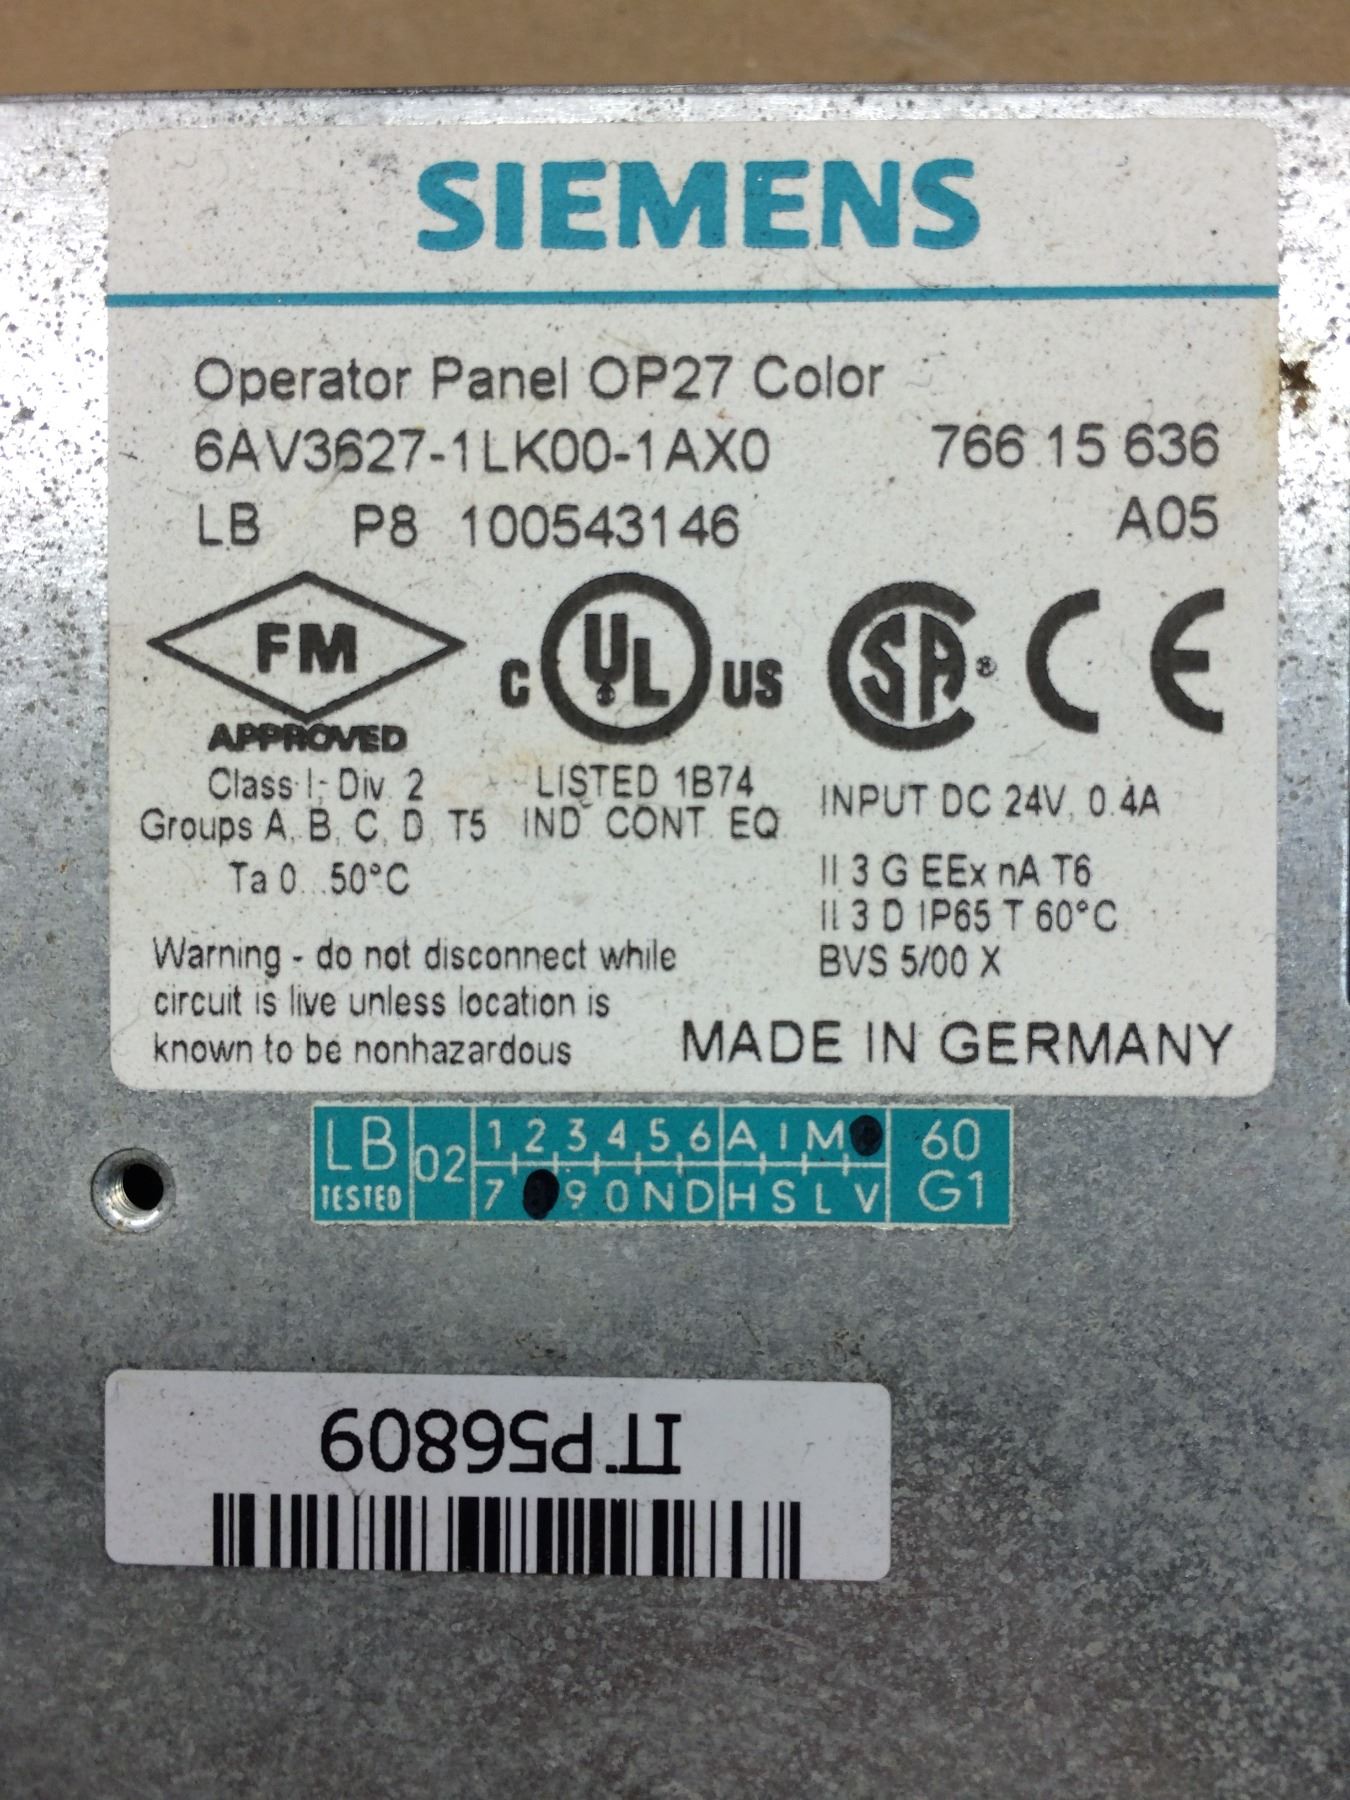 SIEMENS
Operator Panel OP27 Color
6AV3627-1LK00-1AX0 766 15 636
LB P8 100543146 A05
FM
APPROVED
Class I, Div. 2
Groups A, B, C, D, T5
Ta 0...50°C
C UL US
LISTED 1B74
IND. CONT. EQ
SA ® CE
INPUT DC 24V, 0.4A
II 3 G EEx nA T6
II 3 D IP65 T 60°C
BVS 5/00 X
Warning - do not disconnect while
circuit is live unless location is
known to be nonhazardous
MADE IN GERMANY
LB 02 1 2 3 4 5 6 A I M 60
TESTED 7 9 0 N D H S L V G1
ITP56809